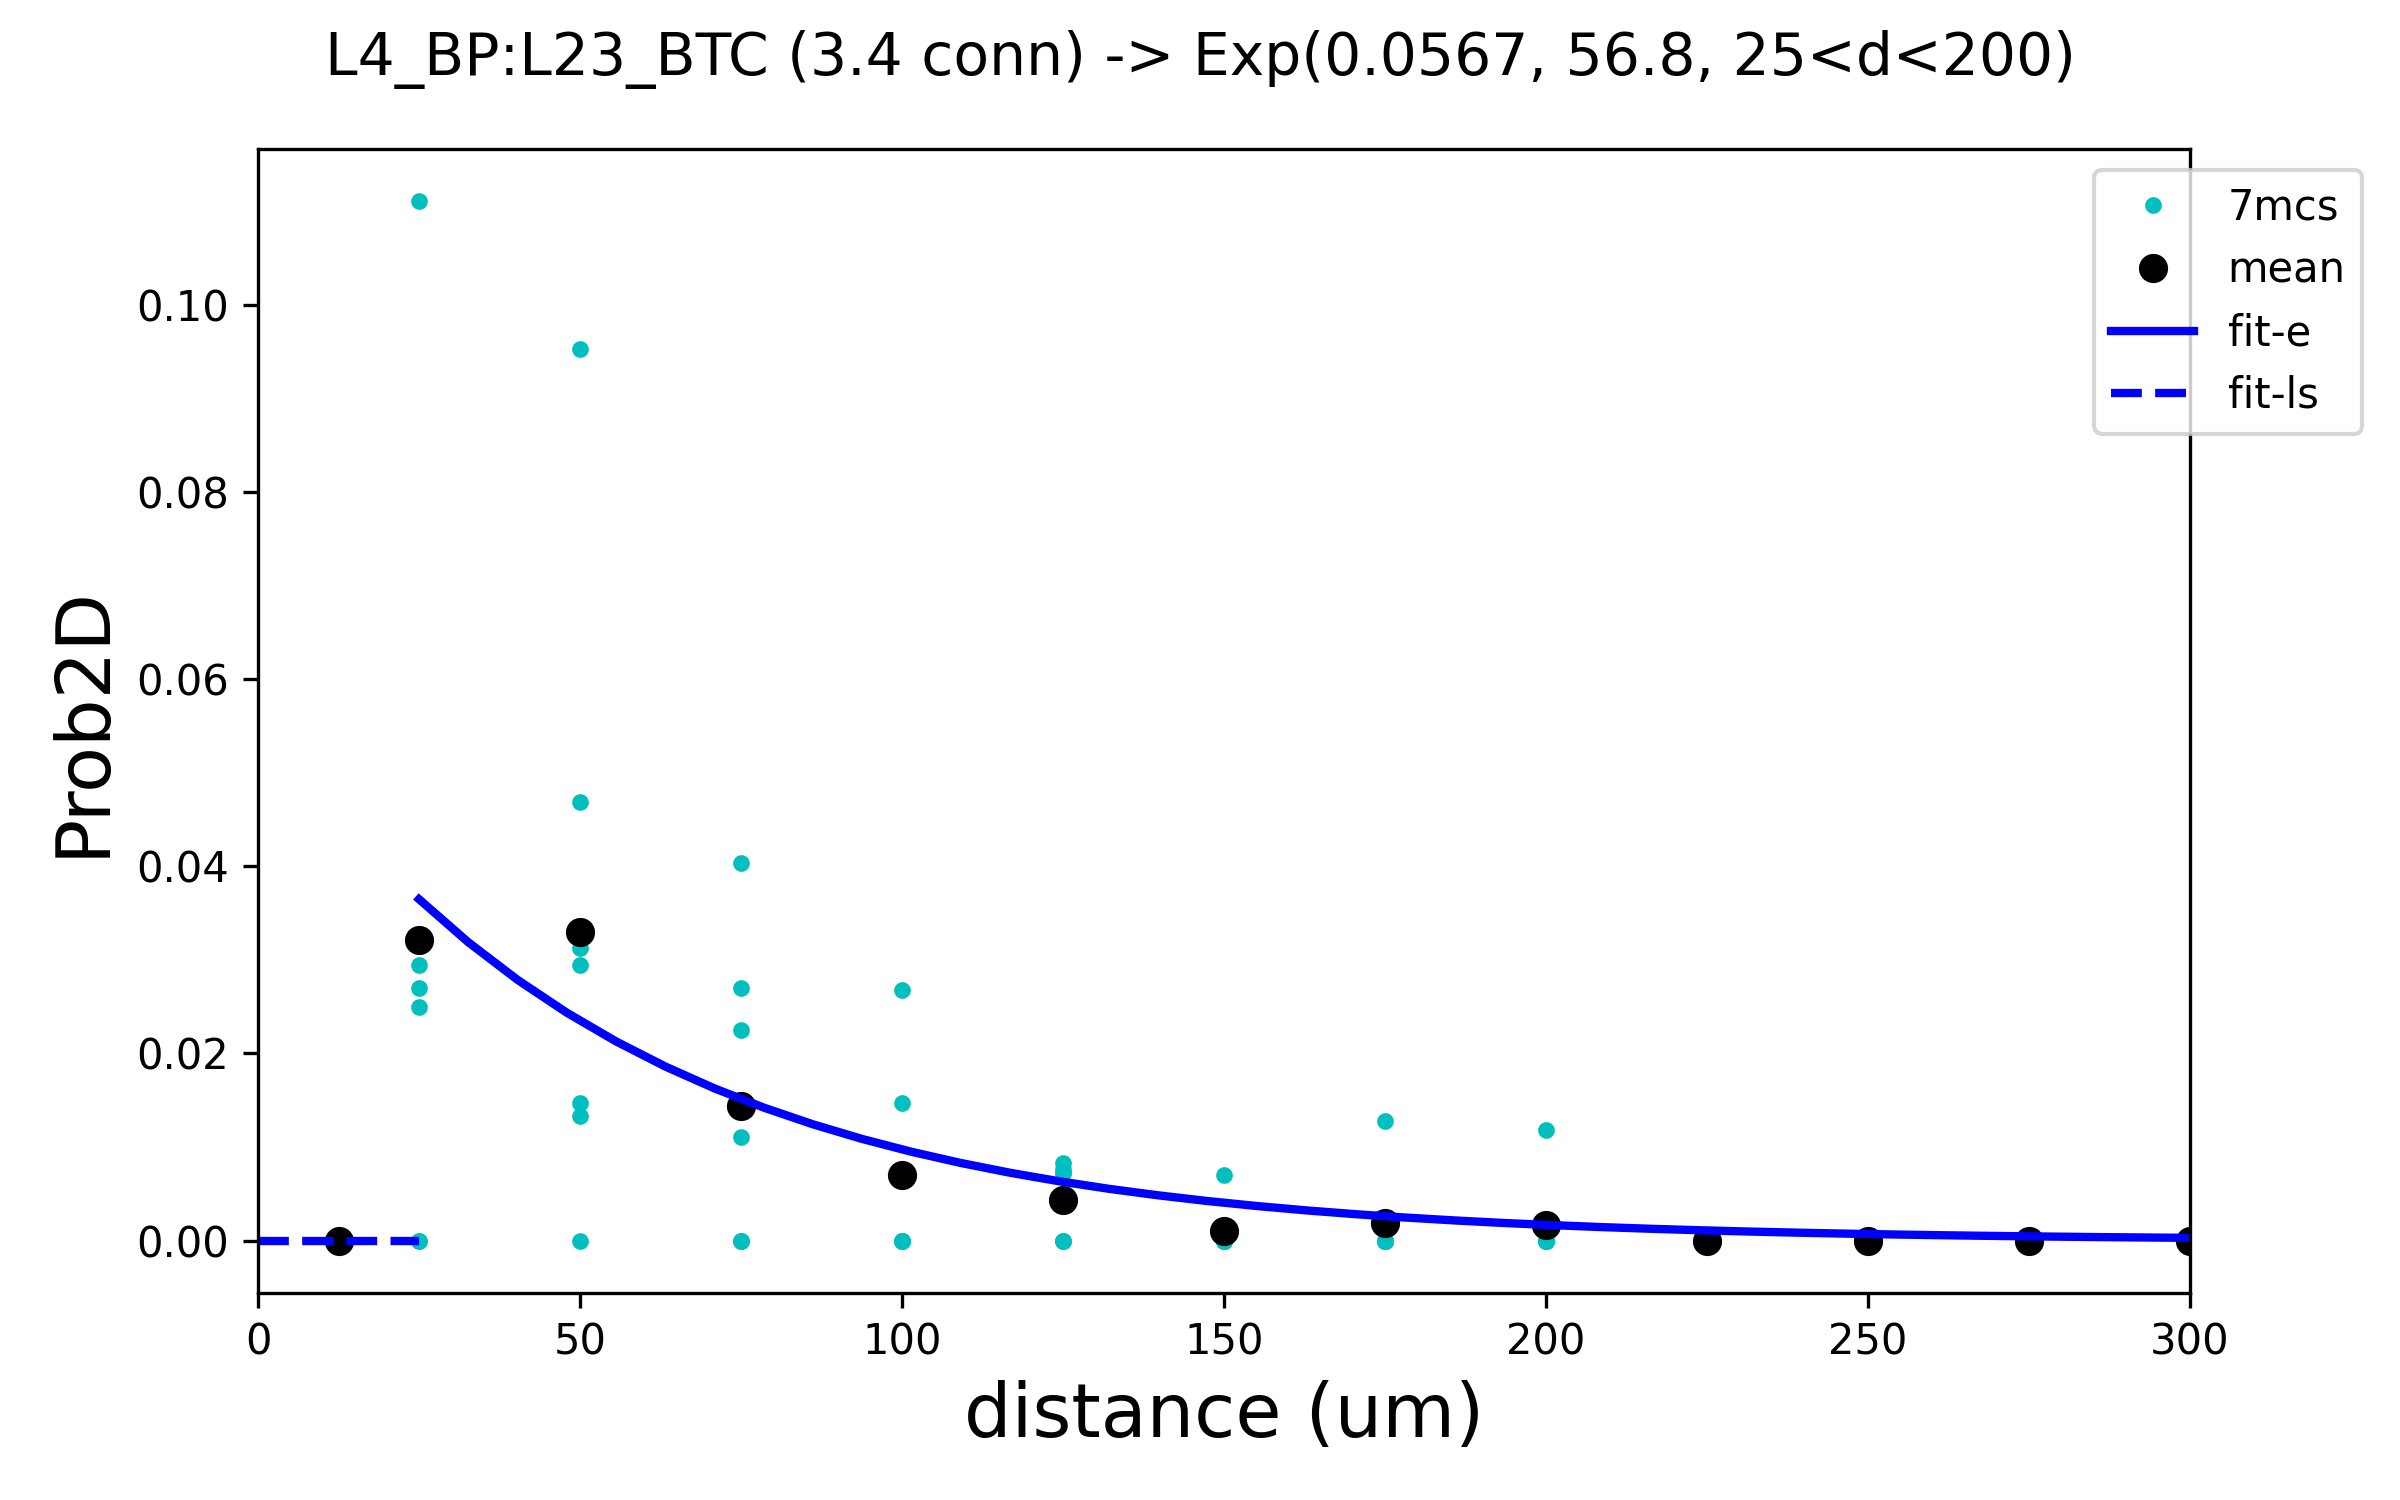 L4_BP:L23_BTC (3.4 conn) -> Exp(0.0567, 56.8, 25<d<200)
7mcs
mean
fit-e
fit-ls
Prob2D
0.10
0.08
0.06
0.04
0.02
0.00
0 50 100 150 200 250 300
distance (um)